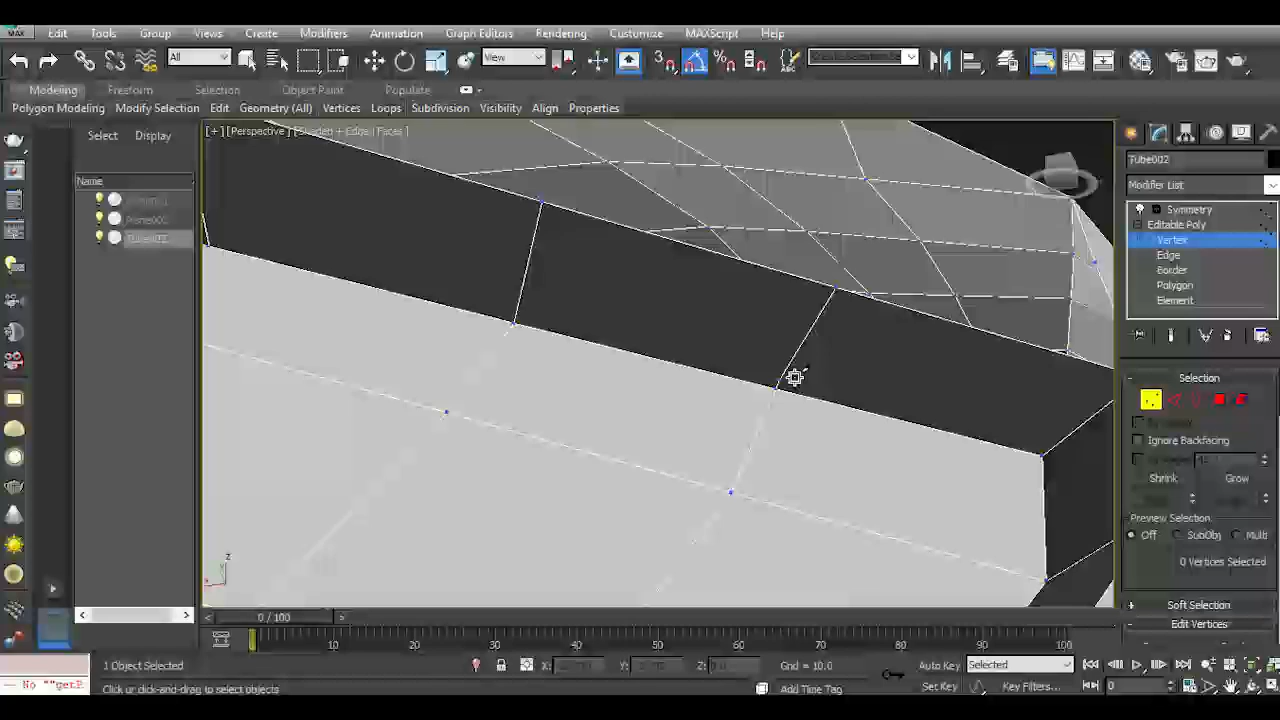 MAX
Edit Tools Group Views Create Modifiers Animation Graph Editors Rendering Customize MAXScript Help
All View
Modeling Freeform Selection Object Paint Populate
Polygon Modeling Modify Selection Edit Geometry (All) Vertices Loops Subdivision Visibility Align Properties
Select Display
[+] [Perspective]
Tube002
Name
Modifier List
Symmetry
Editable Poly
Vertex
Edge
Border
Polygon
Element
Selection
Ignore Backfacing
Shrink Grow
Preview Selection
Off SubObj Multi
0 Vertices Selected
Soft Selection
Edit Vertices
z
< 0 / 100 >
10 20 30 40 50 60 70 80 90 100
1 Object Selected X: Y: Z: Grid = 10.0 Auto Key Selected
Click or click-and-drag to select objects Add Time Tag Set Key Key Filters... 0